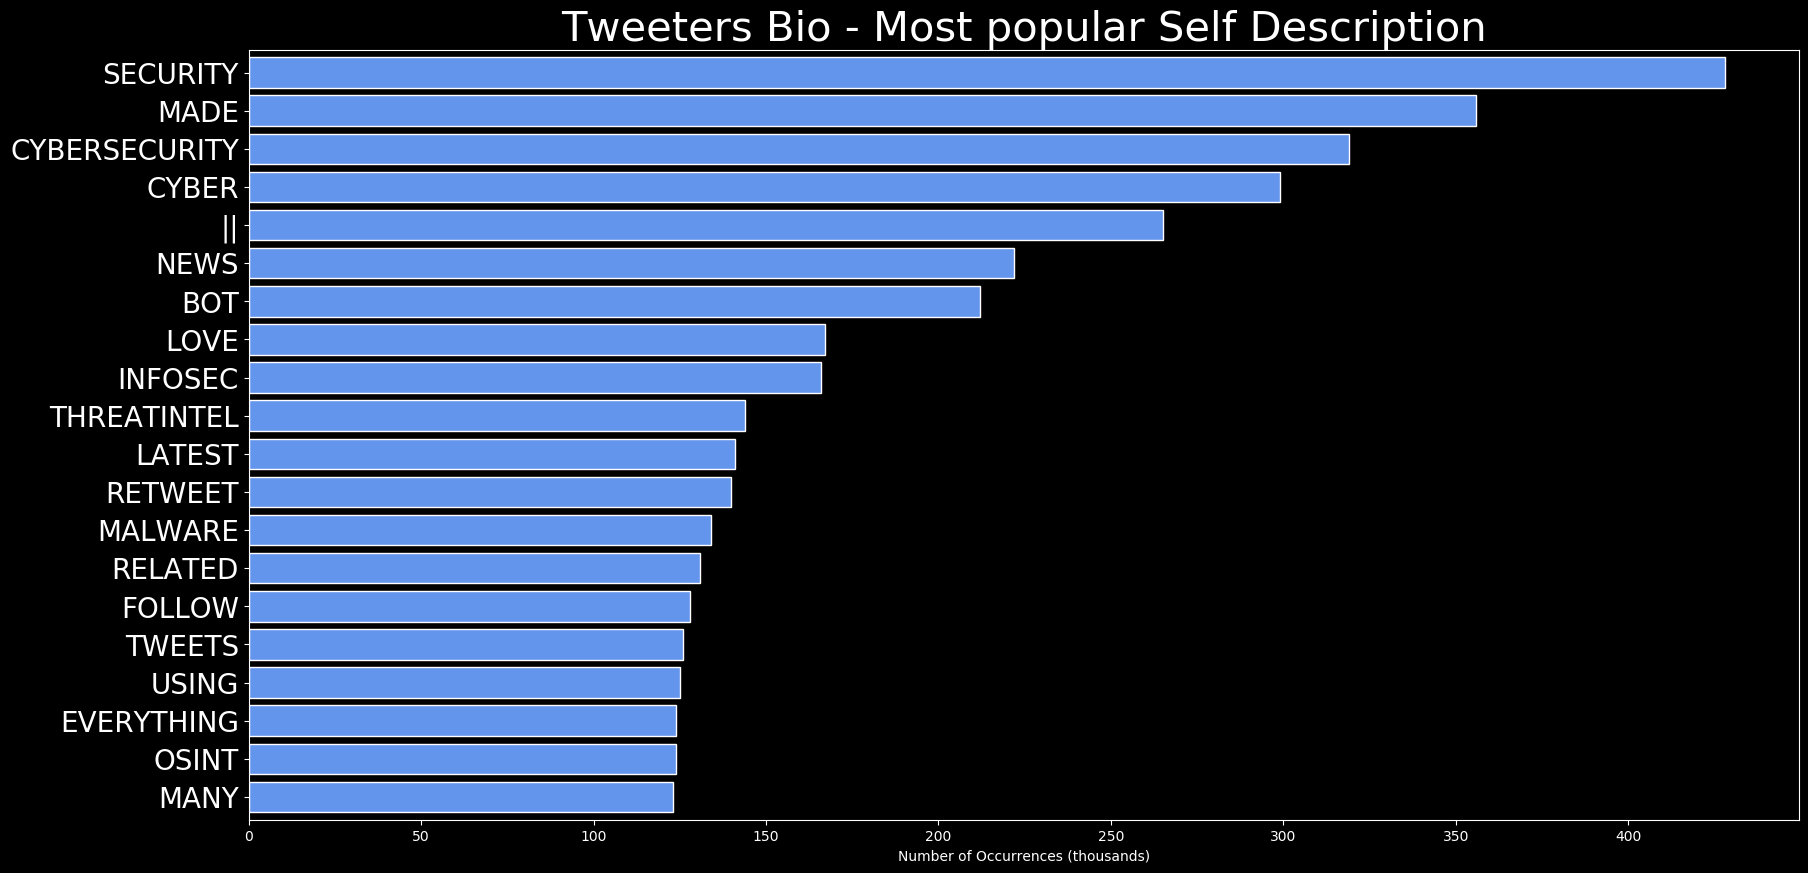 Tweeters Bio - Most popular Self Description
SECURITY
MADE
CYBERSECURITY
CYBER
||
NEWS
BOT
LOVE
INFOSEC
THREATINTEL
LATEST
RETWEET
MALWARE
RELATED
FOLLOW
TWEETS
USING
EVERYTHING
OSINT
MANY
0 50 100 150 200 250 300 350 400
Number of Occurrences (thousands)